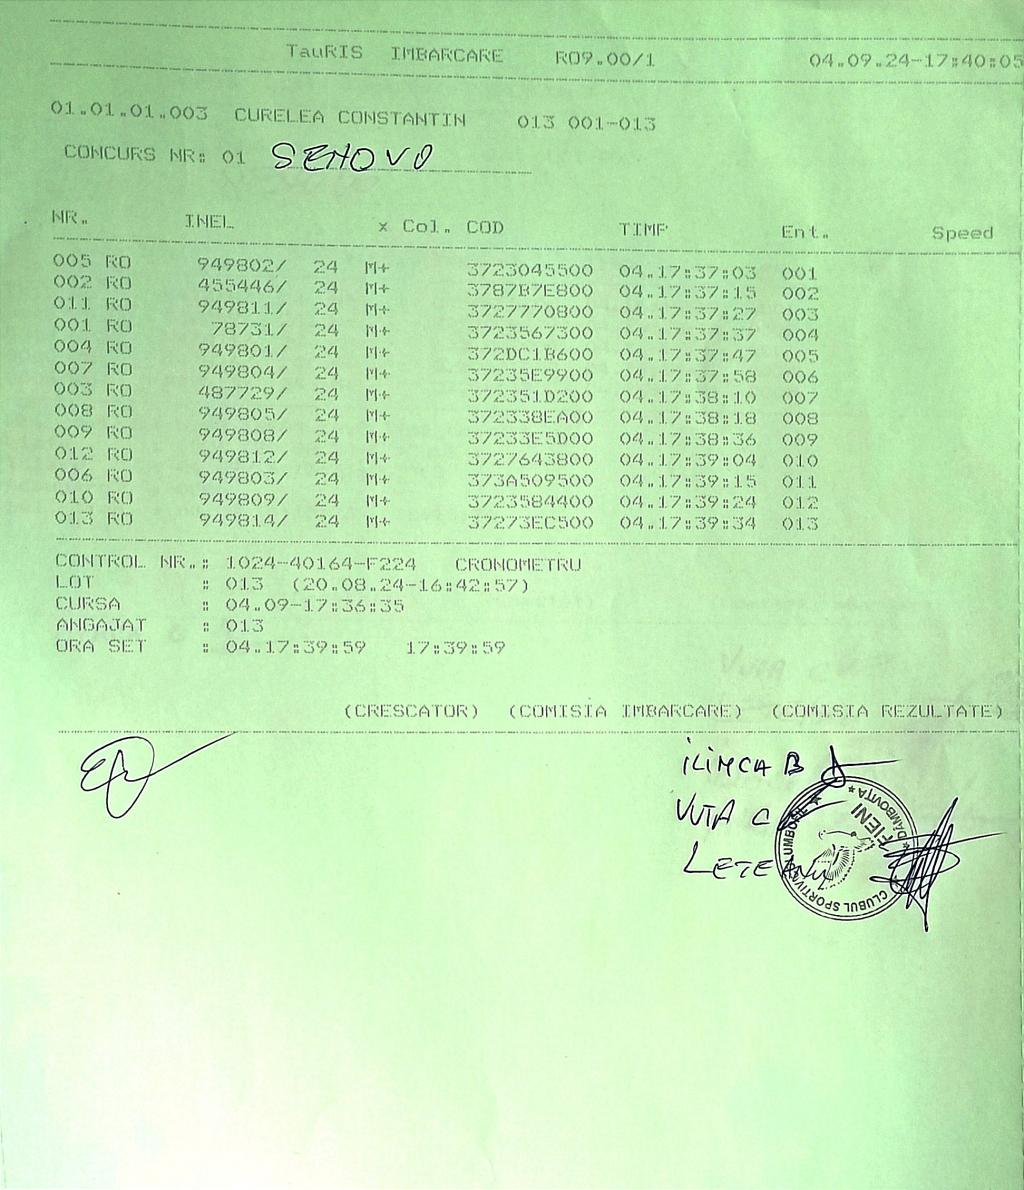 TauRIS IMBARCARE RO9.00/1 04.09.24-17:40:05
01.01.01.003 CURELEA CONSTANTIN 013 001-013
CONCURS NR: 01 SENOVO
NR. INEL x Col. COD TIMP Ent. Speed
005 RO 949802/ 24 M+ 3723045500 04.17:37:03 001
002 RO 455446/ 24 M+ 3787B7E800 04.17:37:15 002
011 RO 949811/ 24 M+ 3727770800 04.17:37:27 003
001 RO 78731/ 24 M+ 3723567300 04.17:37:37 004
004 RO 949801/ 24 M+ 372DC1B600 04.17:37:47 005
007 RO 949804/ 24 M+ 37235E9900 04.17:37:58 006
003 RO 487729/ 24 M+ 372351D200 04.17:38:10 007
008 RO 949805/ 24 M+ 372338EA00 04.17:38:18 008
009 RO 949808/ 24 M+ 37233E5D00 04.17:38:36 009
012 RO 949812/ 24 M+ 3727643800 04.17:39:04 010
006 RO 949803/ 24 M+ 373A509500 04.17:39:15 011
010 RO 949809/ 24 M+ 3723584400 04.17:39:24 012
013 RO 949814/ 24 M+ 37273EC500 04.17:39:34 013
CONTROL NR.: 1024-40164-F224 CRONOMETRU
LOT : 013 (20.08.24-16:42:57)
CURSA : 04.09-17:36:35
ANGAJAT : 013
ORA SET : 04.17:39:59 17:39:59
(CRESCATOR) (COMISIA IMBARCARE) (COMISIA REZULTATE)
ILINCA B
VUTA C
LETEANU
CLUBUL SPORTIV COLUMBOFIL * DÂMBOVIȚA *
FIENI